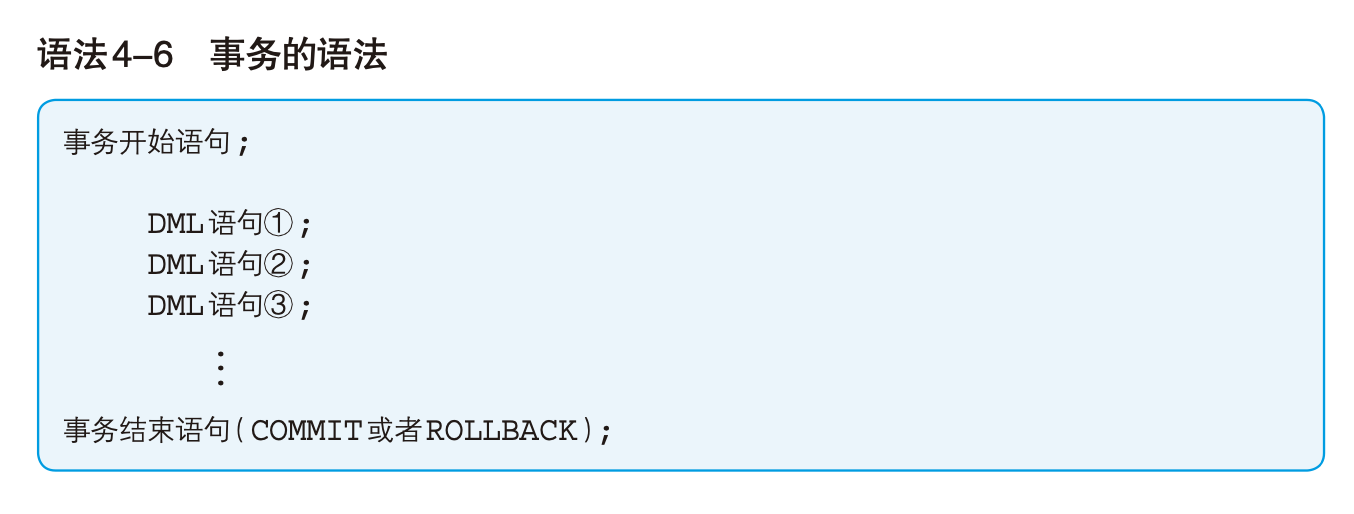 语法4–6 事务的语法
事务开始语句;
DML语句①;
DML语句②;
DML语句③;
⋮
事务结束语句(COMMIT或者ROLLBACK);